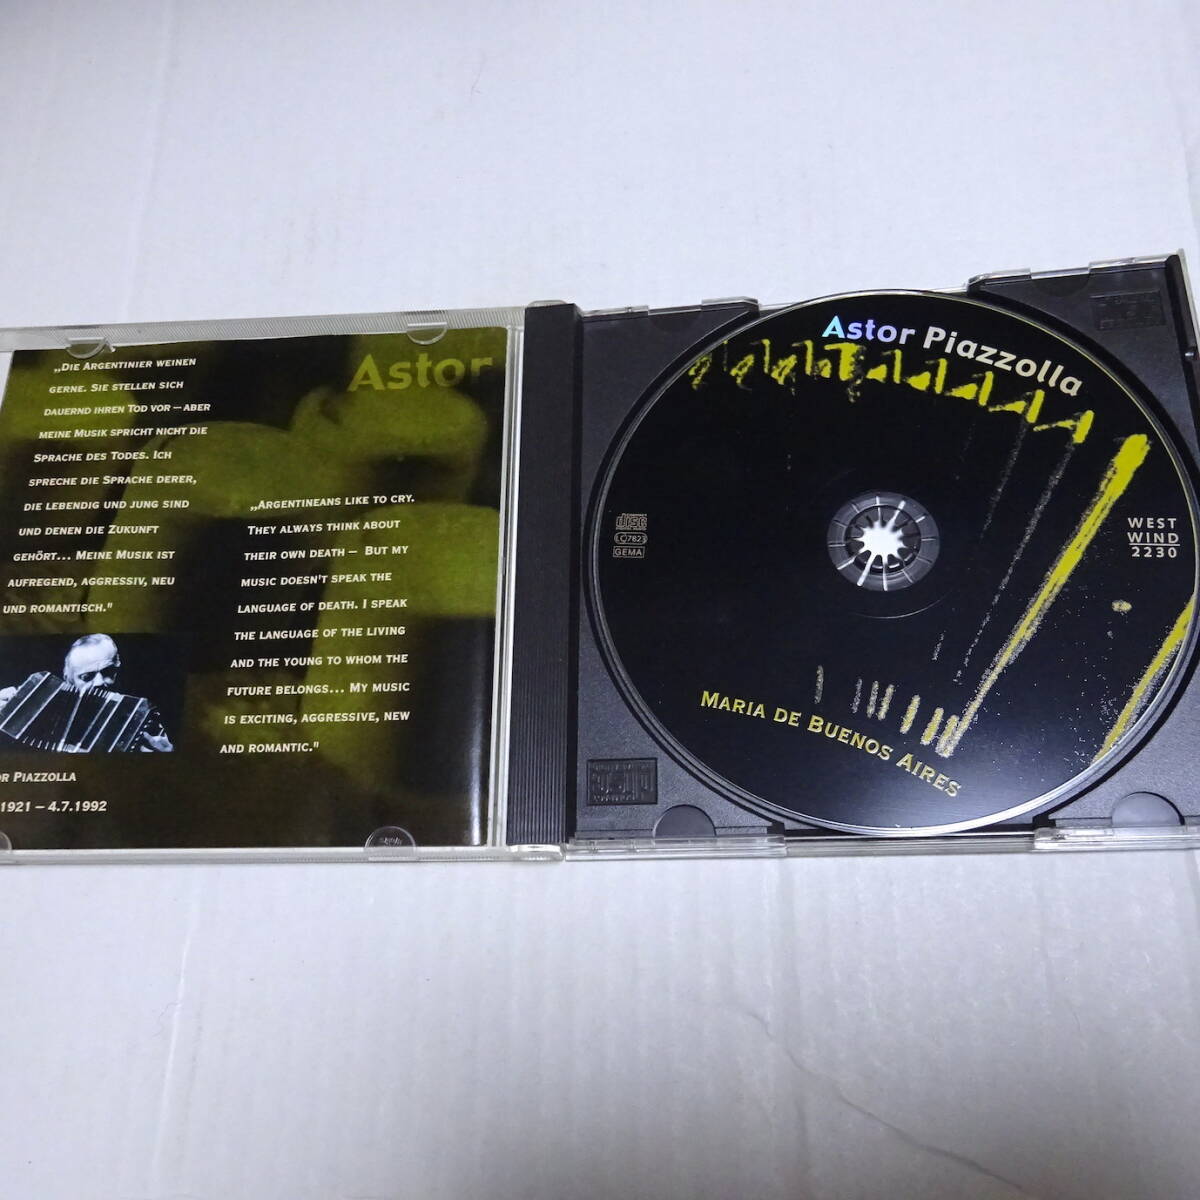 „Die Argentinier weinen
gerne. Sie stellen sich
dauernd ihren Tod vor – aber
meine Musik spricht nicht die
Sprache des Todes. Ich
spreche die Sprache derer,
die lebendig und jung sind
und denen die Zukunft
gehört... Meine Musik ist
aufregend, aggressiv, neu
und romantisch."
Astor
„Argentineans like to cry.
They always think about
their own death – But my
music doesn't speak the
language of death. I speak
the language of the living
and the young to whom the
future belongs... My music
is exciting, aggressive, new
and romantic."
or Piazzolla
1921 – 4.7.1992
Astor Piazzolla
DISC
LC 7823
GEMA
WEST
WIND
2230
Maria de Buenos Aires